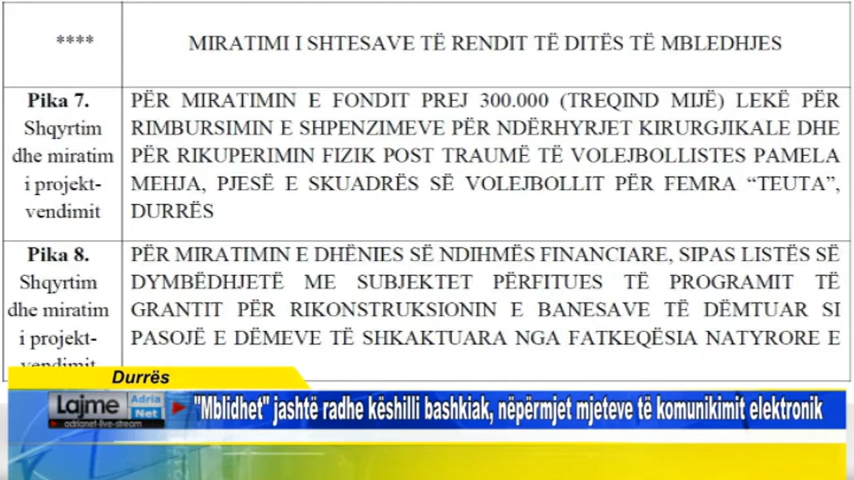 ****
MIRATIMI I SHTESAVE TË RENDIT TË DITËS TË MBLEDHJES
Pika 7.
Shqyrtim
dhe miratim
i projekt-
vendimit
PËR MIRATIMIN E FONDIT PREJ 300.000 (TREQIND MIJË) LEKË PËR
RIMBURSIMIN E SHPENZIMEVE PËR NDËRHYRJET KIRURGJIKALE DHE
PËR RIKUPERIMIN FIZIK POST TRAUMË TË VOLEJBOLLISTES PAMELA
MEHJA, PJESË E SKUADRËS SË VOLEJBOLLIT PËR FEMRA “TEUTA”,
DURRËS
Pika 8.
Shqyrtim
dhe miratim
i projekt-
vendimit
PËR MIRATIMIN E DHËNIES SË NDIHMËS FINANCIARE, SIPAS LISTËS SË
DYMBËDHJETË ME SUBJEKTET PËRFITUES TË PROGRAMIT TË
GRANTIT PËR RIKONSTRUKSIONIN E BANESAVE TË DËMTUAR SI
PASOJË E DËMEVE TË SHKAKTUARA NGA FATKEQËSIA NATYRORE E
Durrës
Lajme
Adria
Net
adrianet-live-stream
"Mblidhet" jashtë radhe këshilli bashkiak, nëpërmjet mjeteve të komunikimit elektronik